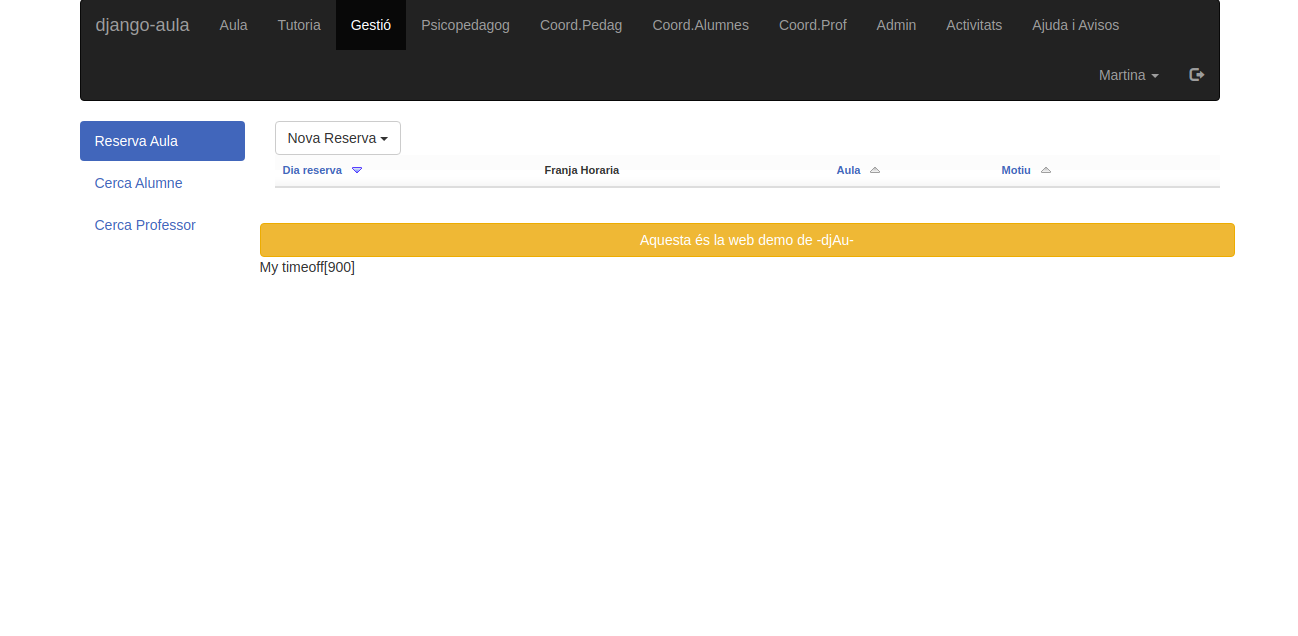 django-aula Aula Tutoria Gestió Psicopedagog Coord.Pedag Coord.Alumnes Coord.Prof Admin Activitats Ajuda i Avisos
Martina
Reserva Aula
Cerca Alumne
Cerca Professor
Nova Reserva
Dia reserva Franja Horaria Aula Motiu
Aquesta és la web demo de -djAu-
My timeoff[900]